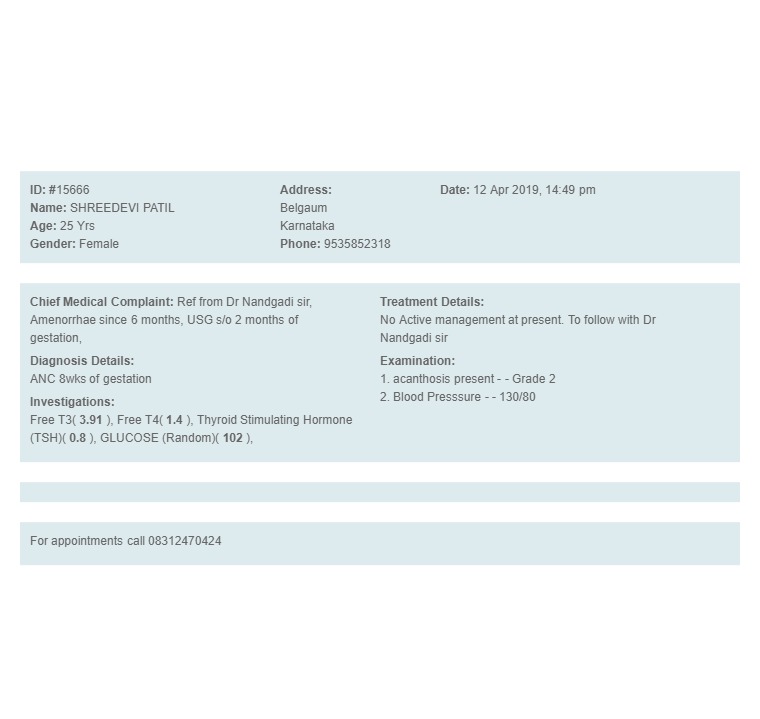 ID: #15666
Name: SHREEDEVI PATIL
Age: 25 Yrs
Gender: Female
Address:
Belgaum
Karnataka
Phone: 9535852318
Date: 12 Apr 2019, 14:49 pm
Chief Medical Complaint: Ref from Dr Nandgadi sir,
Amenorrhae since 6 months, USG s/o 2 months of
gestation,
Diagnosis Details:
ANC 8wks of gestation
Investigations:
Free T3( 3.91 ), Free T4( 1.4 ), Thyroid Stimulating Hormone
(TSH)( 0.8 ), GLUCOSE (Random)( 102 ),
Treatment Details:
No Active management at present. To follow with Dr
Nandgadi sir
Examination:
1. acanthosis present - - Grade 2
2. Blood Presssure - - 130/80
For appointments call 08312470424